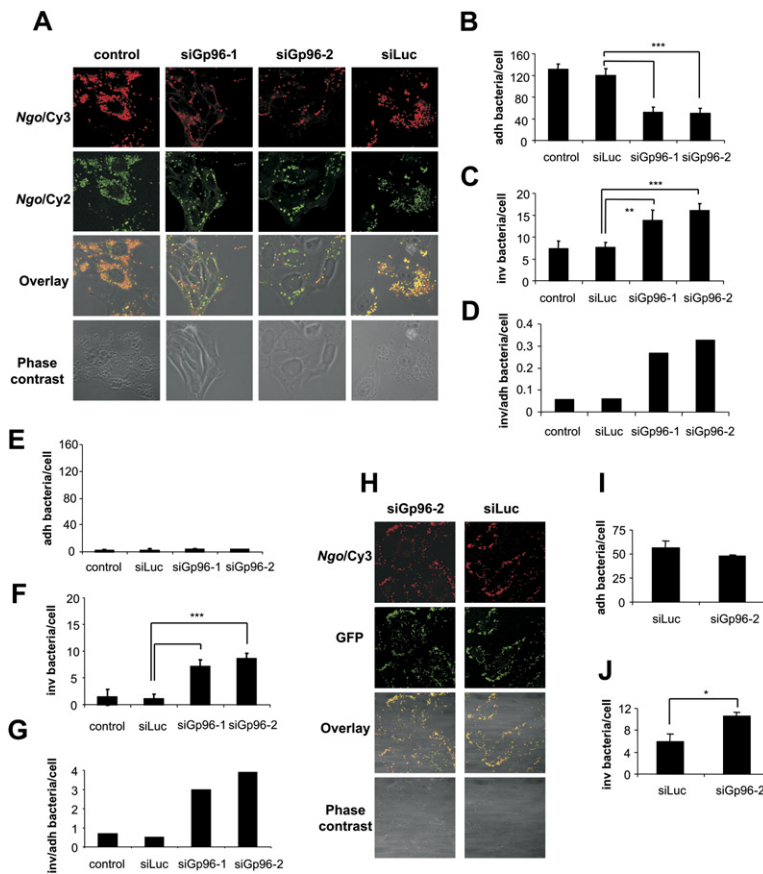 A
control siGp96-1 siGp96-2 siLuc
Ngo/Cy3
Ngo/Cy2
Overlay
Phase
contrast
B
adh bacteria/cell
160
120
80
40
0
***
control siLuc siGp96-1 siGp96-2
C
inv bacteria/cell
20
15
10
5
0
***
**
control siLuc siGp96-1 siGp96-2
D
inv/adh bacteria/cell
0.4
0.3
0.2
0.1
0
control siLuc siGp96-1 siGp96-2
E
adh bacteria/cell
160
120
80
40
0
control siLuc siGp96-1 siGp96-2
F
inv bacteria/cell
20
15
10
5
0
***
control siLuc siGp96-1 siGp96-2
G
inv/adh bacteria/cell
4
3
2
1
0
control siLuc siGp96-1 siGp96-2
H
siGp96-2 siLuc
Ngo/Cy3
GFP
Overlay
Phase
contrast
I
adh bacteria/cell
75
50
25
0
siLuc siGp96-2
J
inv bacteria/cell
12
8
4
0
*
siLuc siGp96-2